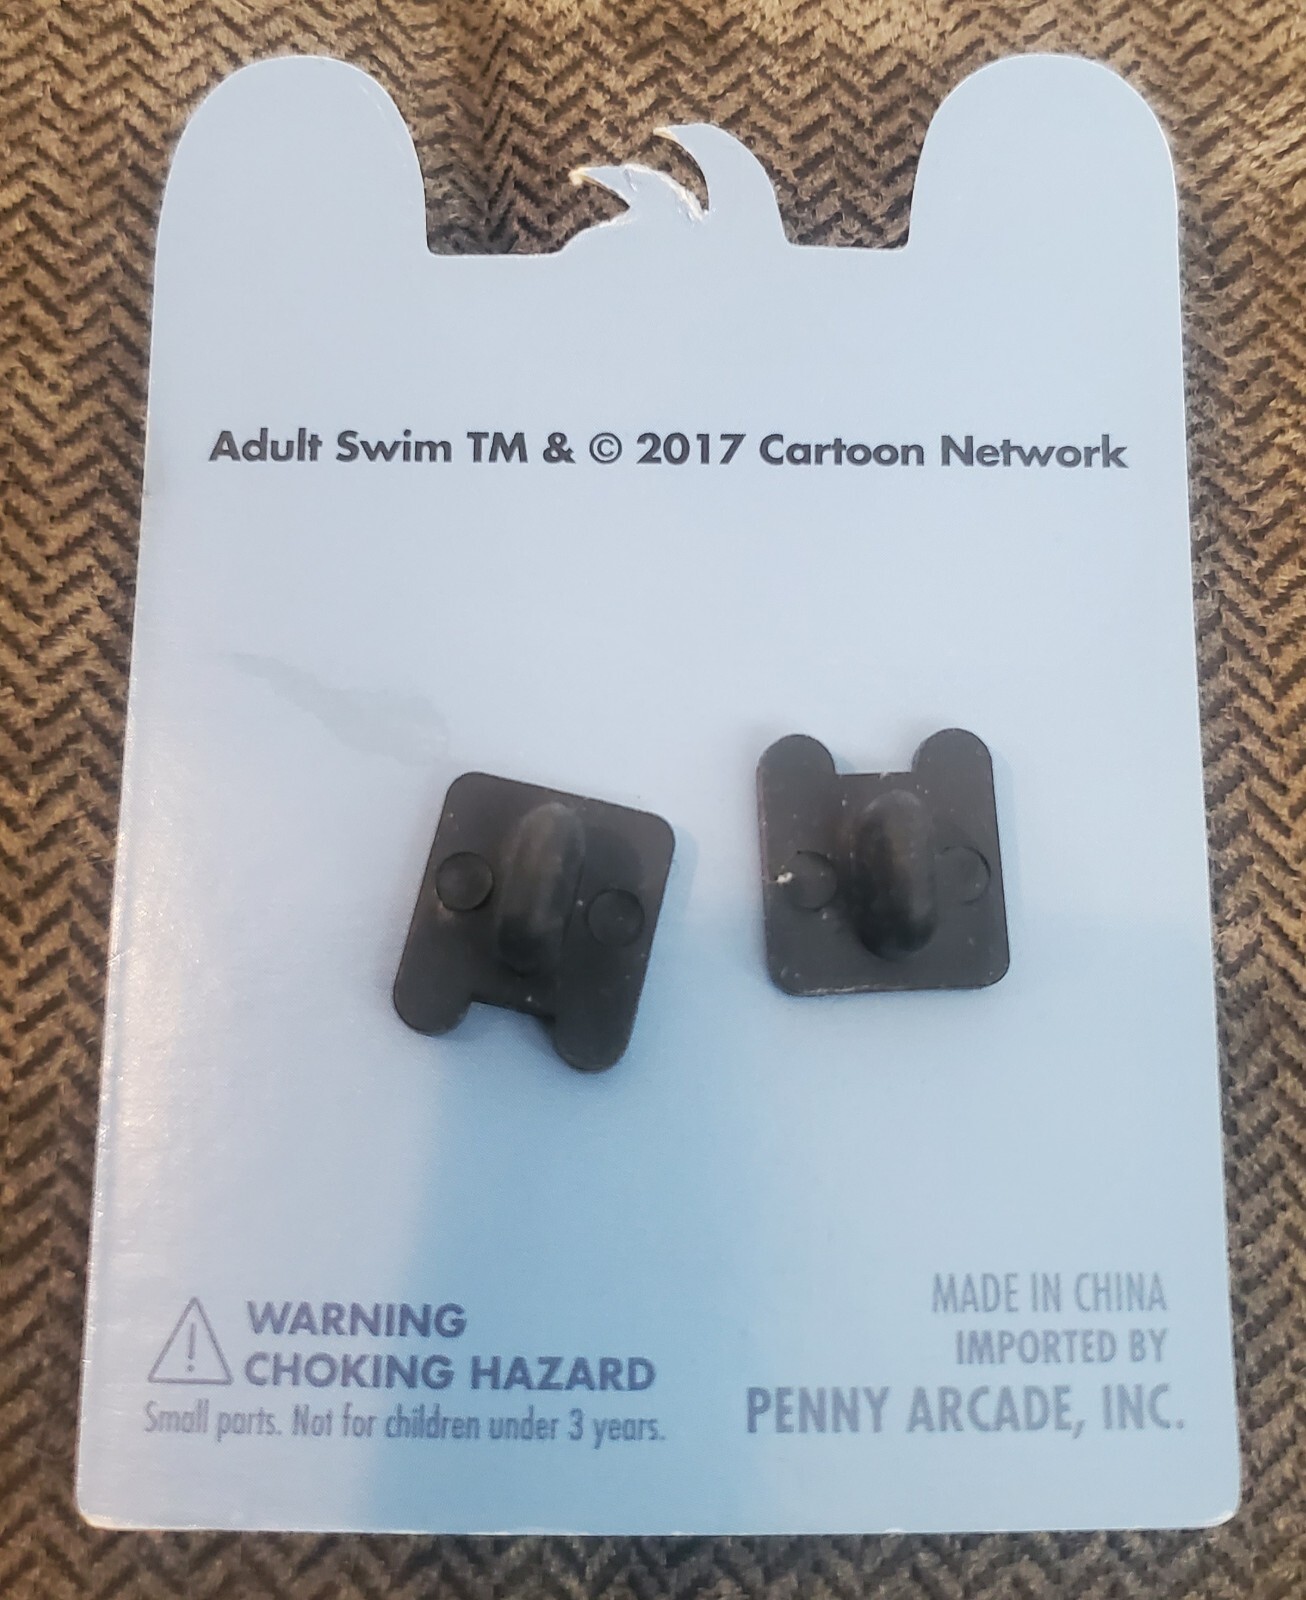 Adult Swim TM & © 2017 Cartoon Network
WARNING
CHOKING HAZARD
Small parts. Not for children under 3 years.
MADE IN CHINA
IMPORTED BY
PENNY ARCADE, INC.